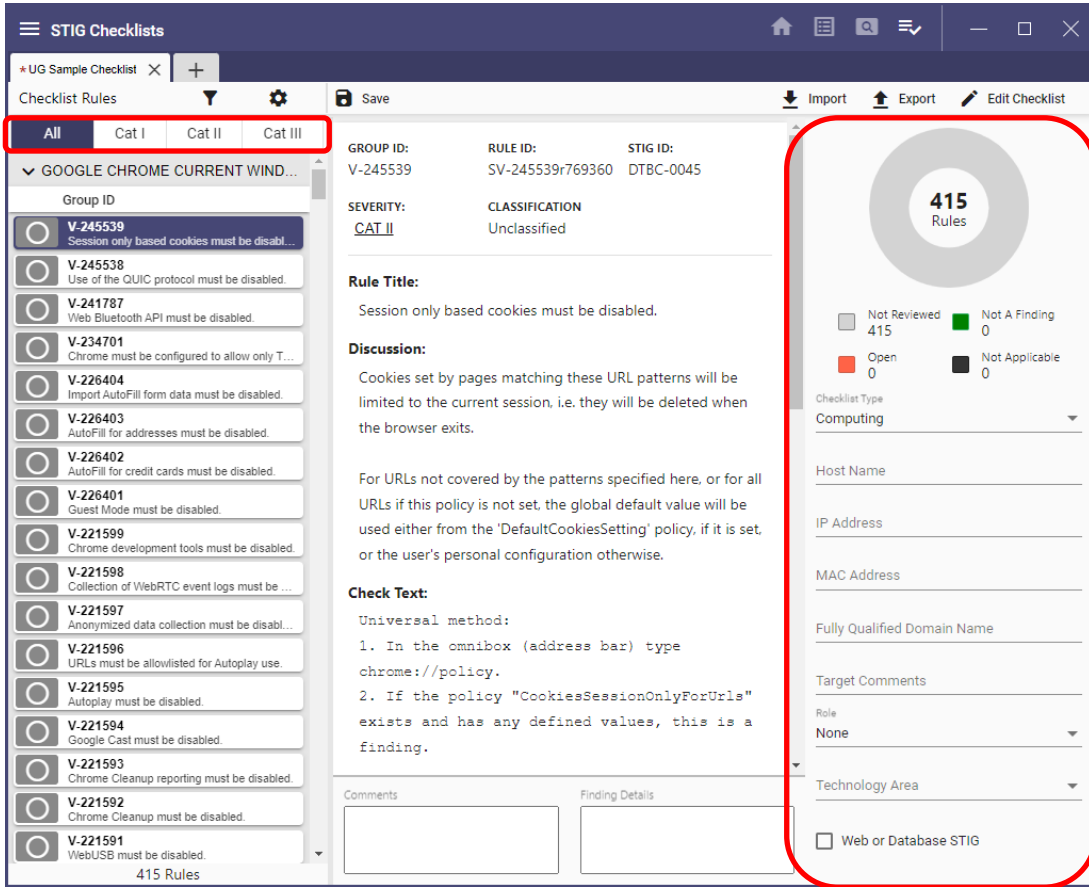 STIG Checklists
* UG Sample Checklist
Checklist Rules
Save
Import
Export
Edit Checklist
All
Cat I
Cat II
Cat III
GOOGLE CHROME CURRENT WIND...
Group ID
V-245539
Session only based cookies must be disabl...
V-245538
Use of the QUIC protocol must be disabled.
V-241787
Web Bluetooth API must be disabled.
V-234701
Chrome must be configured to allow only T...
V-226404
Import AutoFill form data must be disabled.
V-226403
AutoFill for addresses must be disabled.
V-226402
AutoFill for credit cards must be disabled.
V-226401
Guest Mode must be disabled.
V-221599
Chrome development tools must be disabled.
V-221598
Collection of WebRTC event logs must be ...
V-221597
Anonymized data collection must be disabl...
V-221596
URLs must be allowlisted for Autoplay use.
V-221595
Autoplay must be disabled.
V-221594
Google Cast must be disabled.
V-221593
Chrome Cleanup reporting must be disabled.
V-221592
Chrome Cleanup must be disabled.
V-221591
WebUSB must be disabled.
415 Rules
GROUP ID:
RULE ID:
STIG ID:
V-245539
SV-245539r769360
DTBC-0045
SEVERITY:
CLASSIFICATION
CAT II
Unclassified
Rule Title:
Session only based cookies must be disabled.
Discussion:
Cookies set by pages matching these URL patterns will be
limited to the current session, i.e. they will be deleted when
the browser exits.
For URLs not covered by the patterns specified here, or for all
URLs if this policy is not set, the global default value will be
used either from the 'DefaultCookiesSetting' policy, if it is set,
or the user's personal configuration otherwise.
Check Text:
Universal method:
1. In the omnibox (address bar) type
chrome://policy.
2. If the policy "CookiesSessionOnlyForUrls"
exists and has any defined values, this is a
finding.
Comments
Finding Details
415
Rules
Not Reviewed
415
Not A Finding
0
Open
0
Not Applicable
0
Checklist Type
Computing
Host Name
IP Address
MAC Address
Fully Qualified Domain Name
Target Comments
Role
None
Technology Area
Web or Database STIG